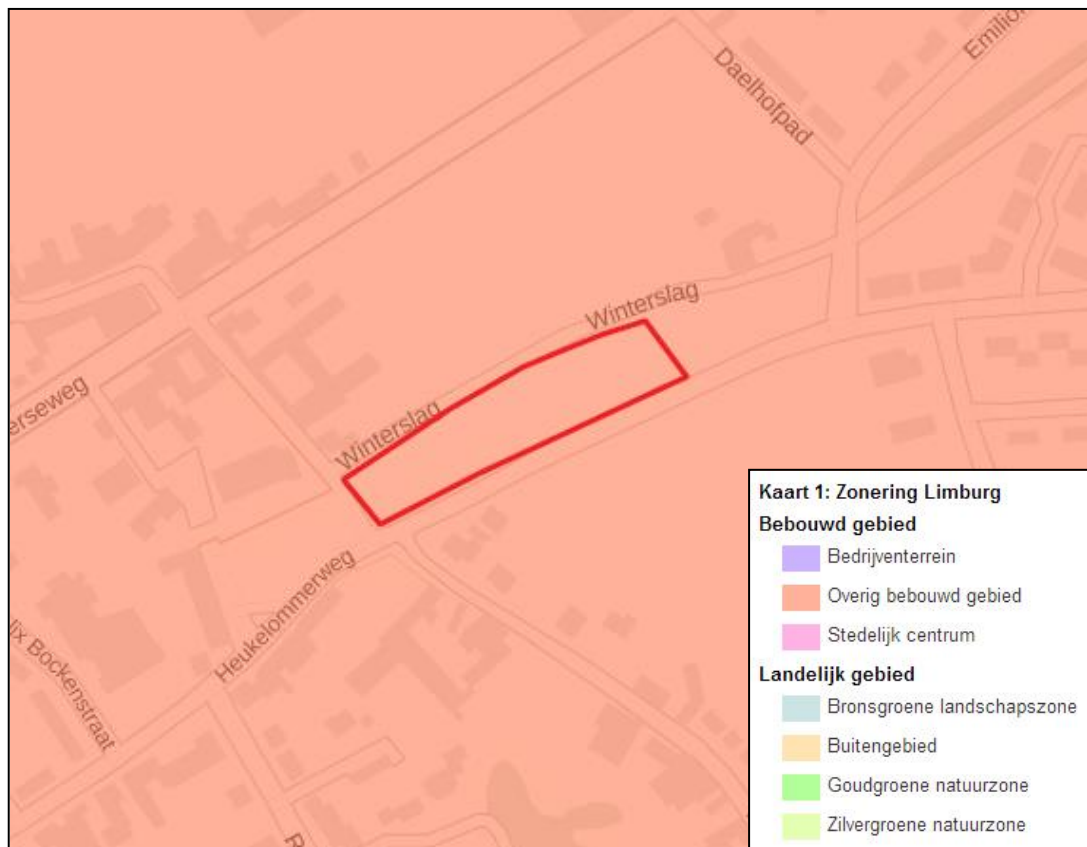 Emilio
Daelhofpad
Winterslag
Winterslag
erseweg
Heukelommerweg
lix Bockenstraat
R
Kaart 1: Zonering Limburg
Bebouwd gebied
Bedrijventerrein
Overig bebouwd gebied
Stedelijk centrum
Landelijk gebied
Bronsgroene landschapszone
Buitengebied
Goudgroene natuurzone
Zilvergroene natuurzone